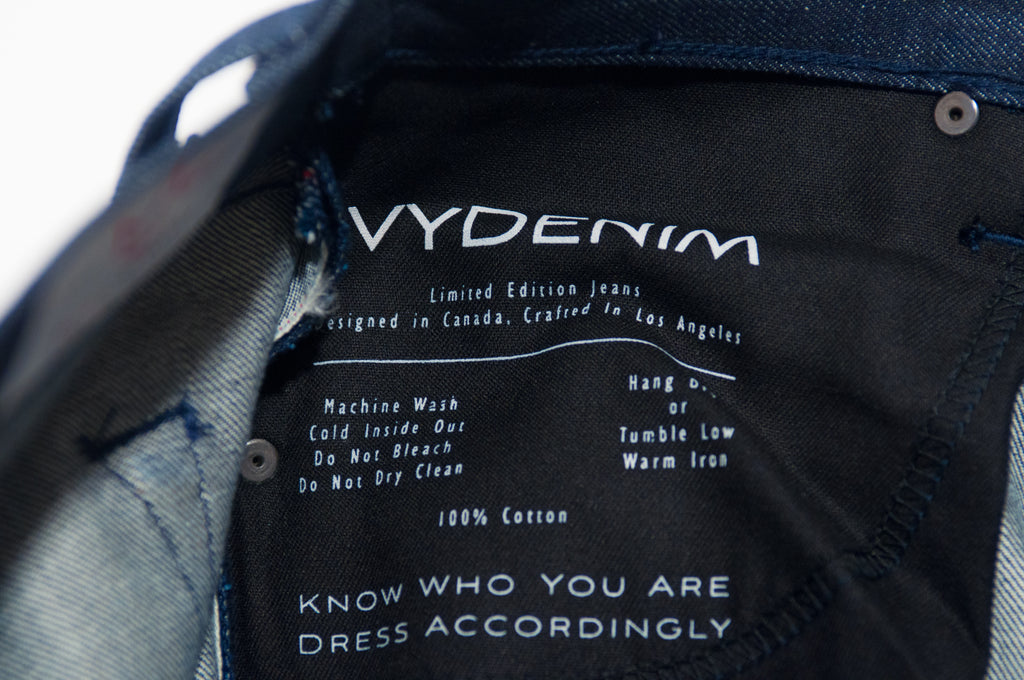 VYDENIM
Limited Edition Jeans
Designed in Canada, Crafted In Los Angeles
Machine Wash
Cold Inside Out
Do Not Bleach
Do Not Dry Clean
Hang
or
Tumble Low
Warm Iron
100% Cotton
KNOW WHO YOU ARE
DRESS ACCORDINGLY